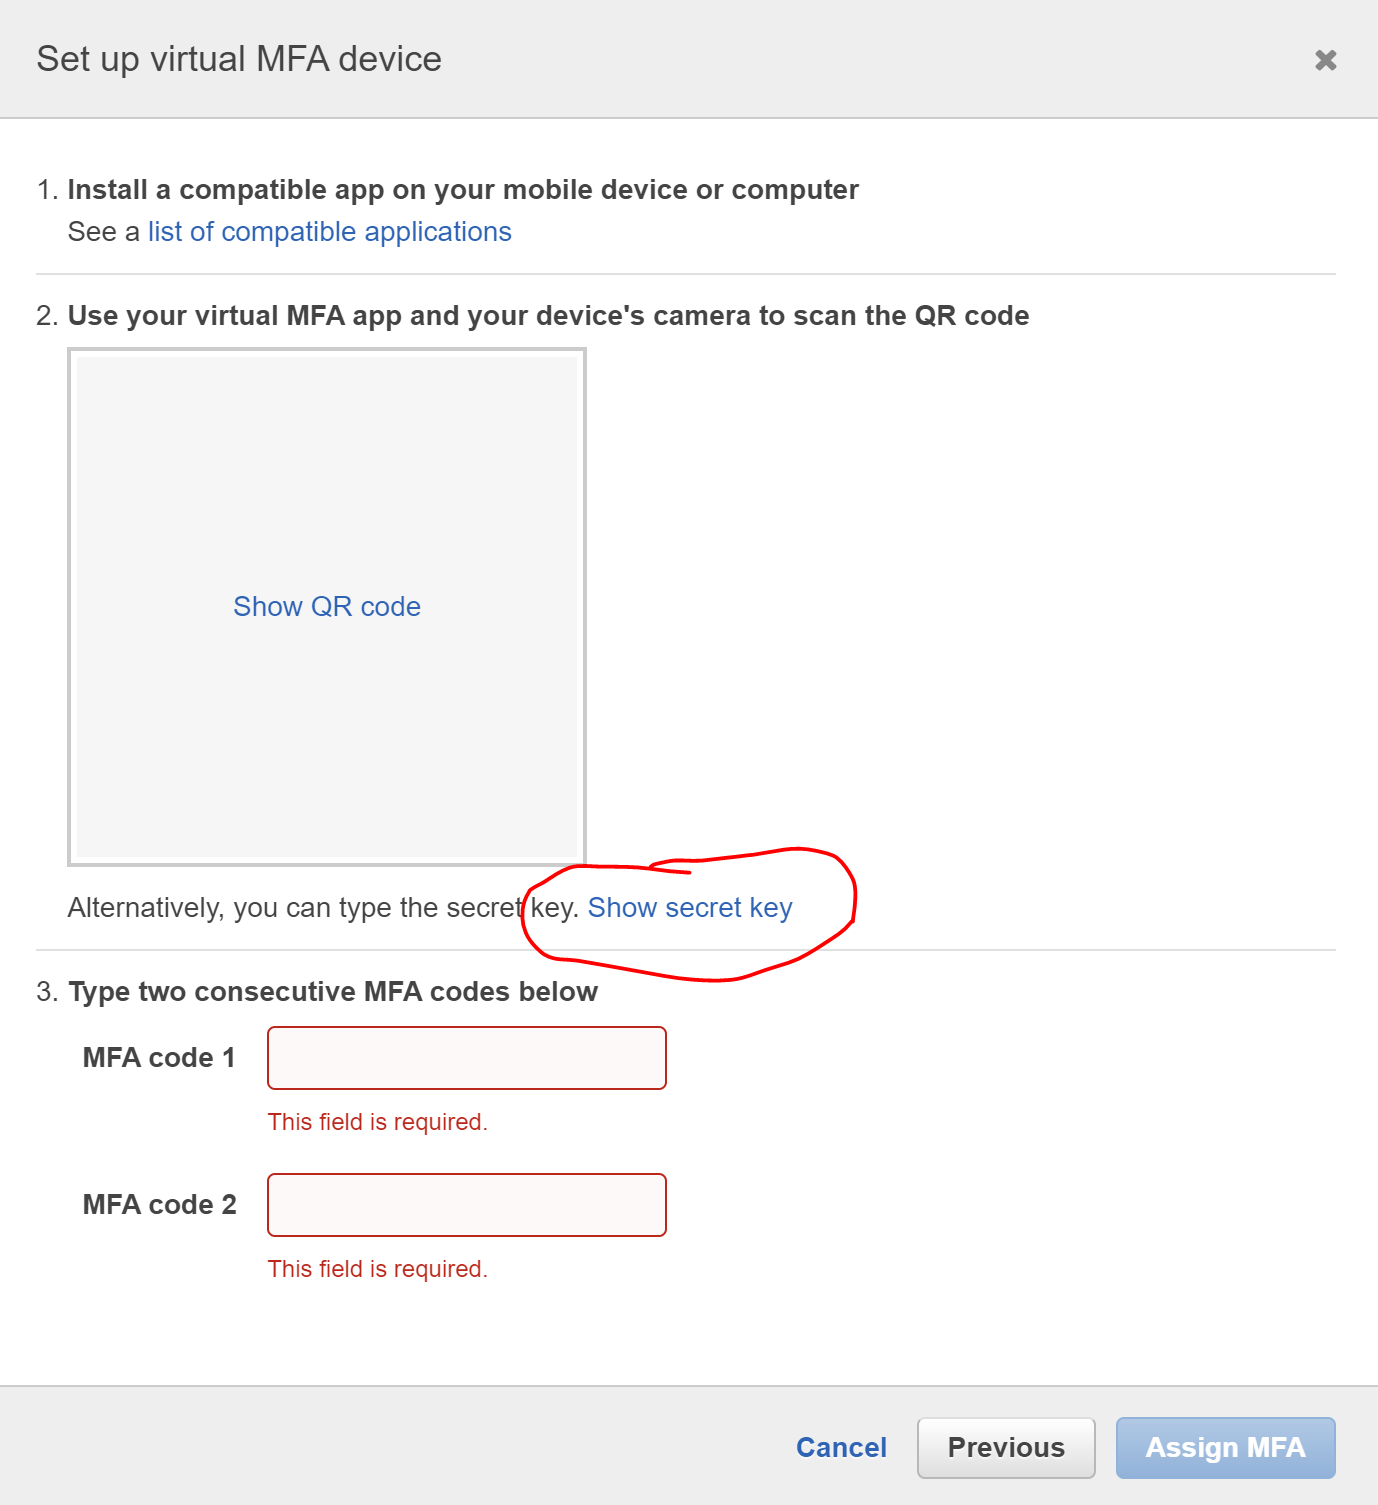 Set up virtual MFA device
1. Install a compatible app on your mobile device or computer
See a list of compatible applications
2. Use your virtual MFA app and your device's camera to scan the QR code
Show QR code
Alternatively, you can type the secret key. Show secret key
3. Type two consecutive MFA codes below
MFA code 1
This field is required.
MFA code 2
This field is required.
Cancel Previous Assign MFA